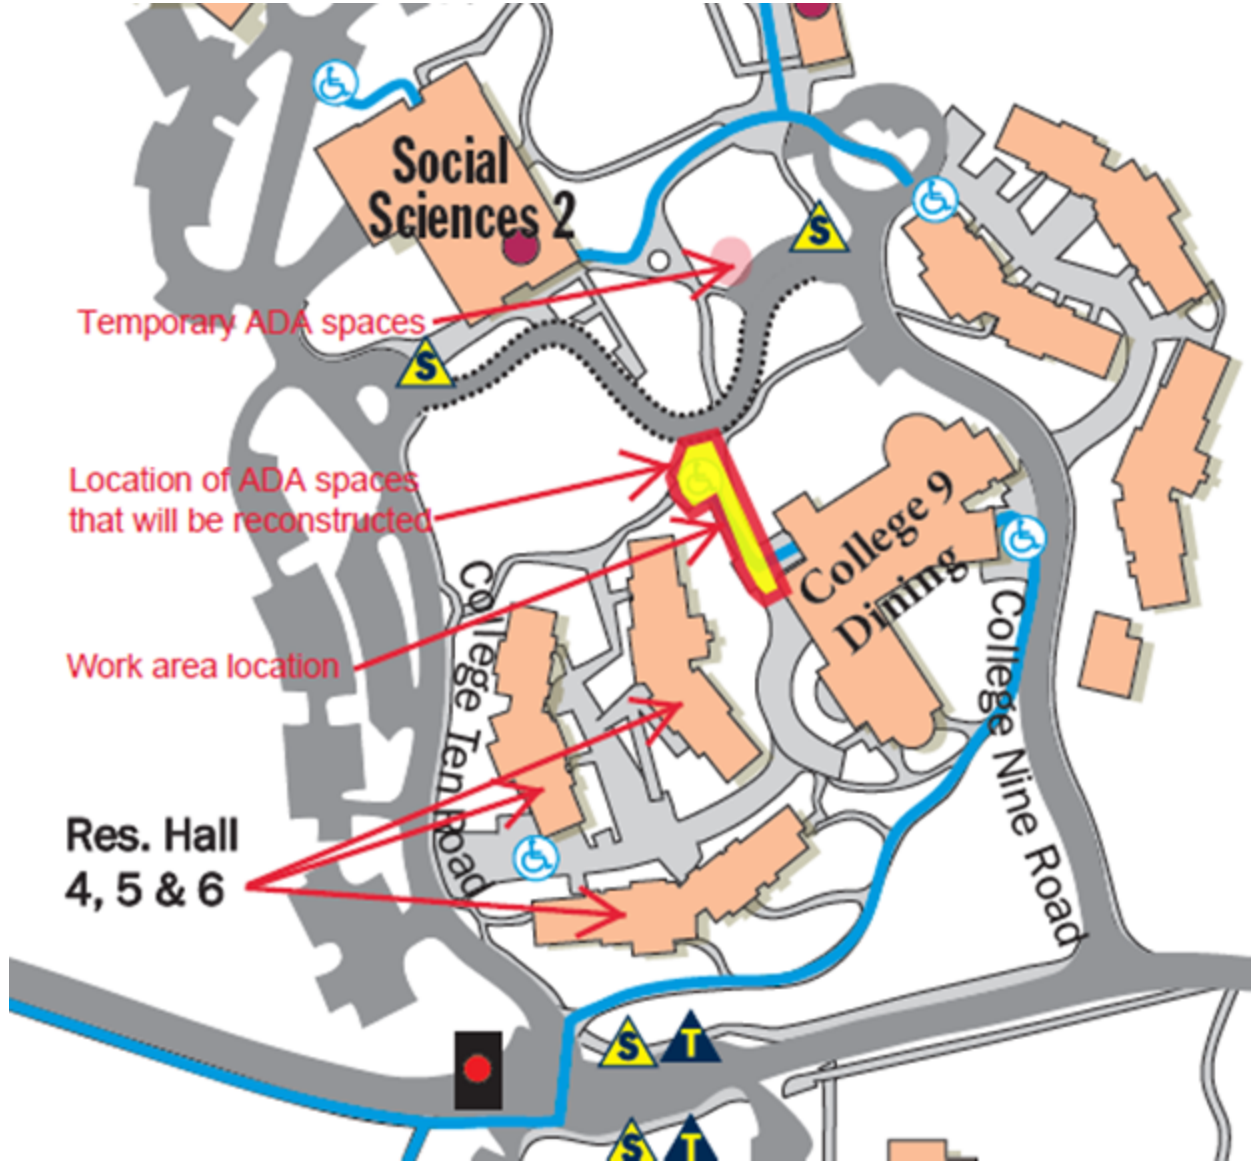 Social
Sciences 2
S
Temporary ADA spaces
S
Location of ADA spaces
that will be reconstructed
College 9
Dining
Work area location
College Ten Road
College Nine Road
Res. Hall
4, 5 & 6
S
T
S
T